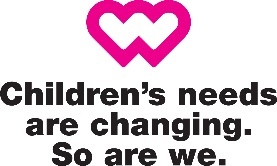 Children's needs
are changing.
So are we.